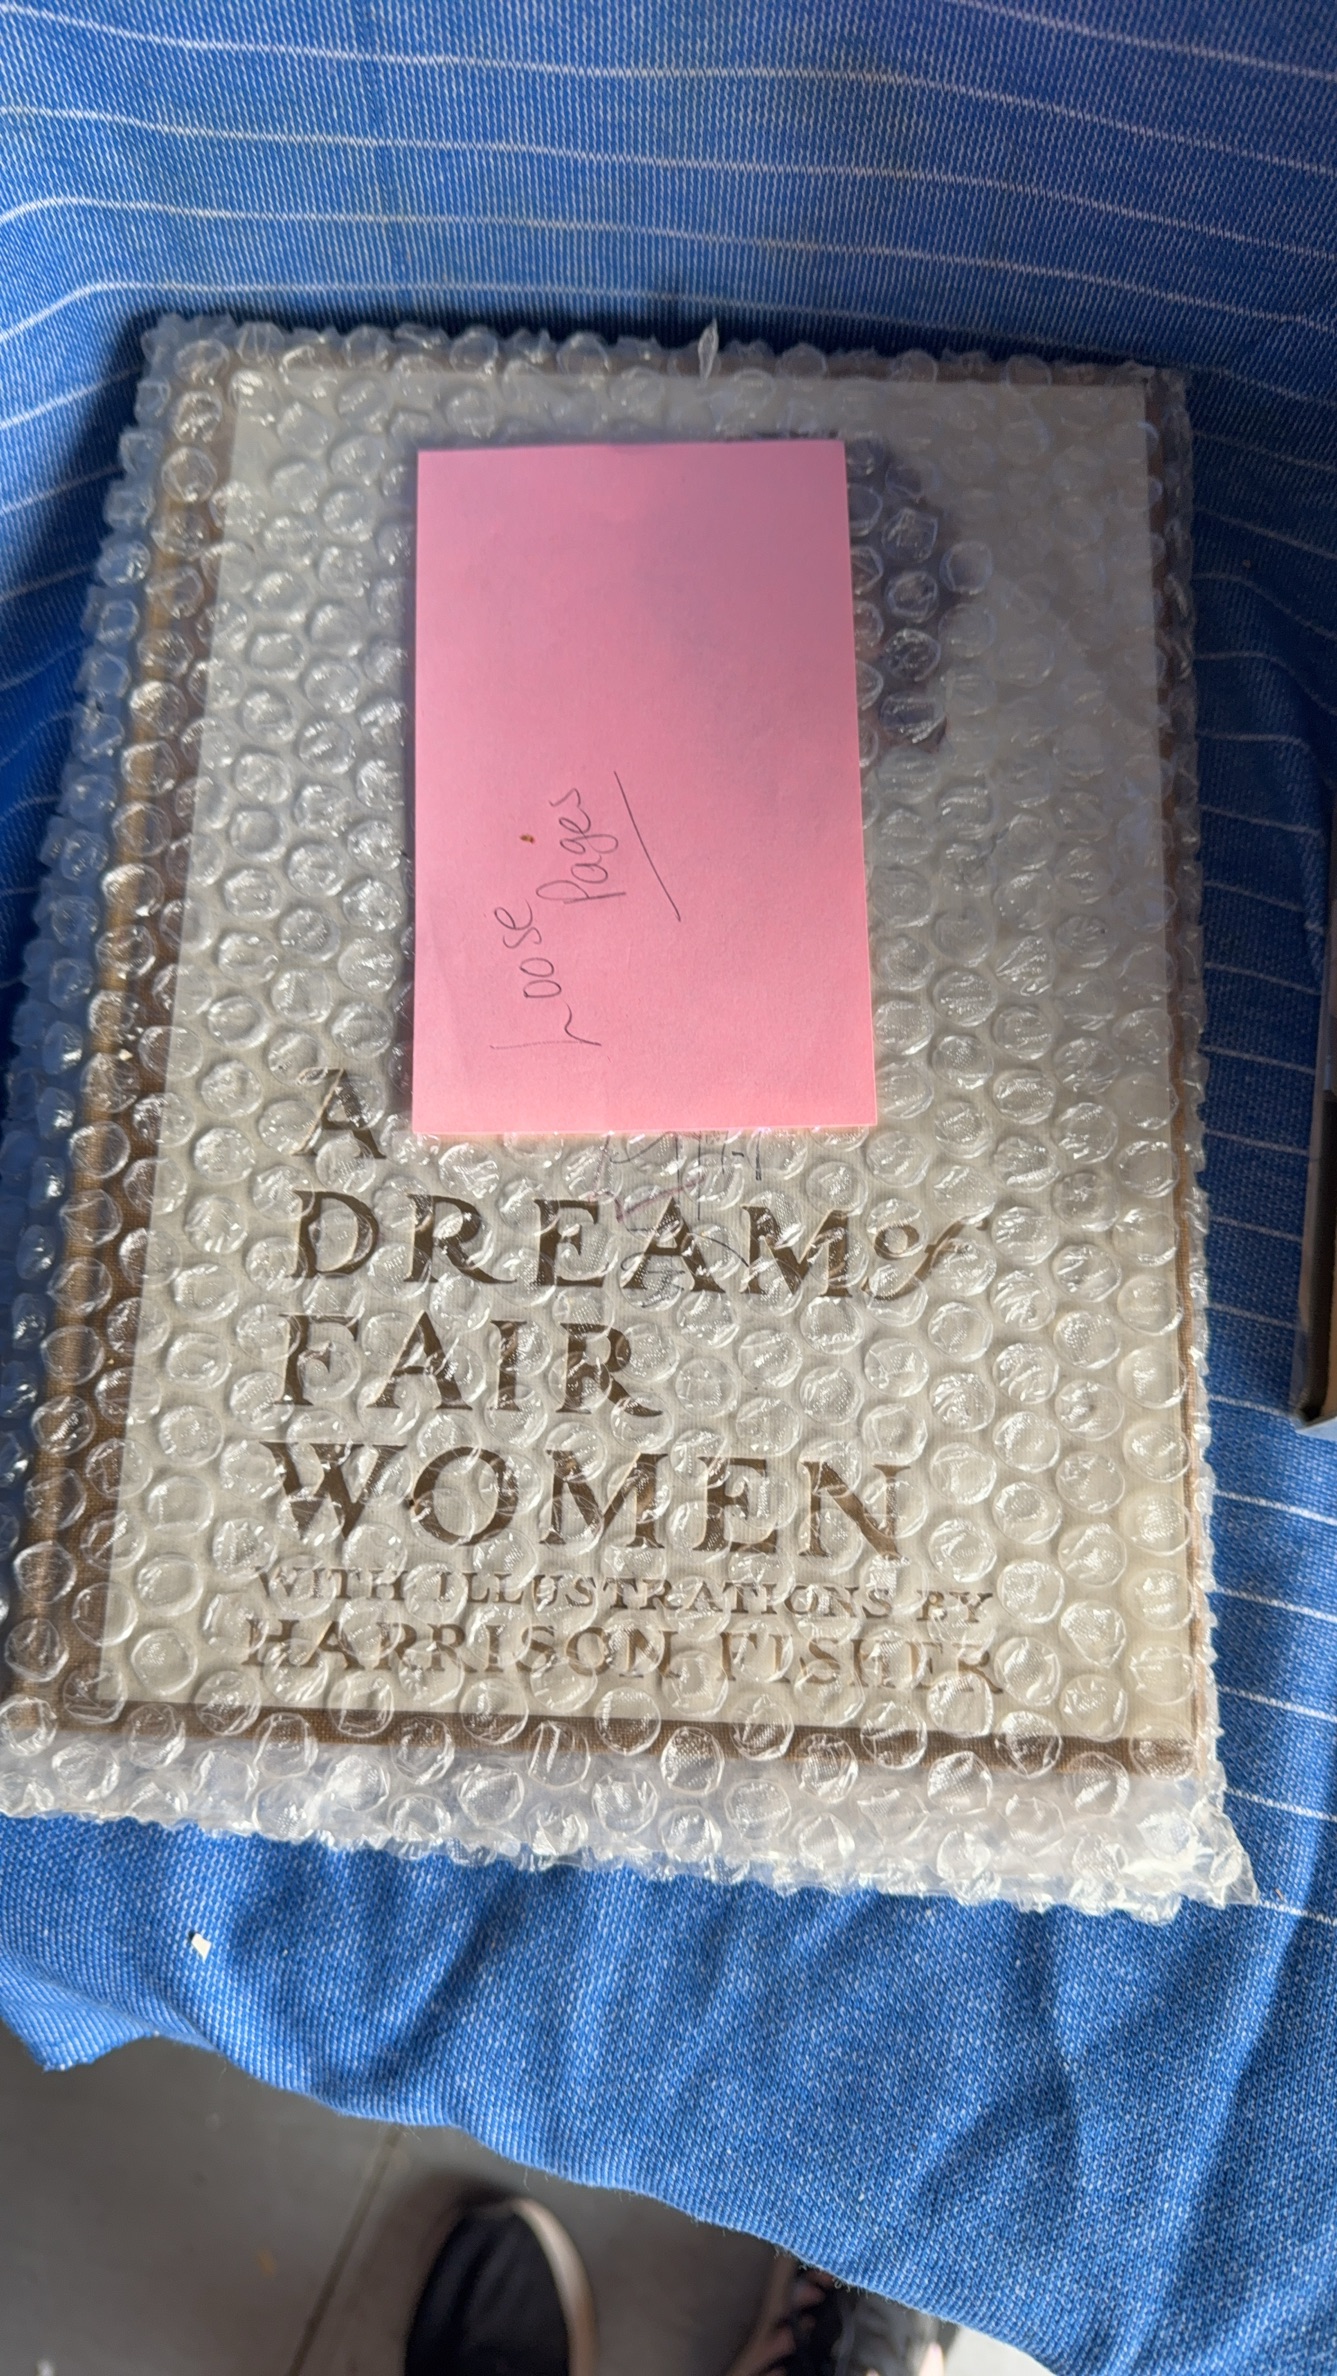 Loose
Pages
A
DREAM of
FAIR
WOMEN
WITH ILLUSTRATIONS BY
HARRISON FISHER